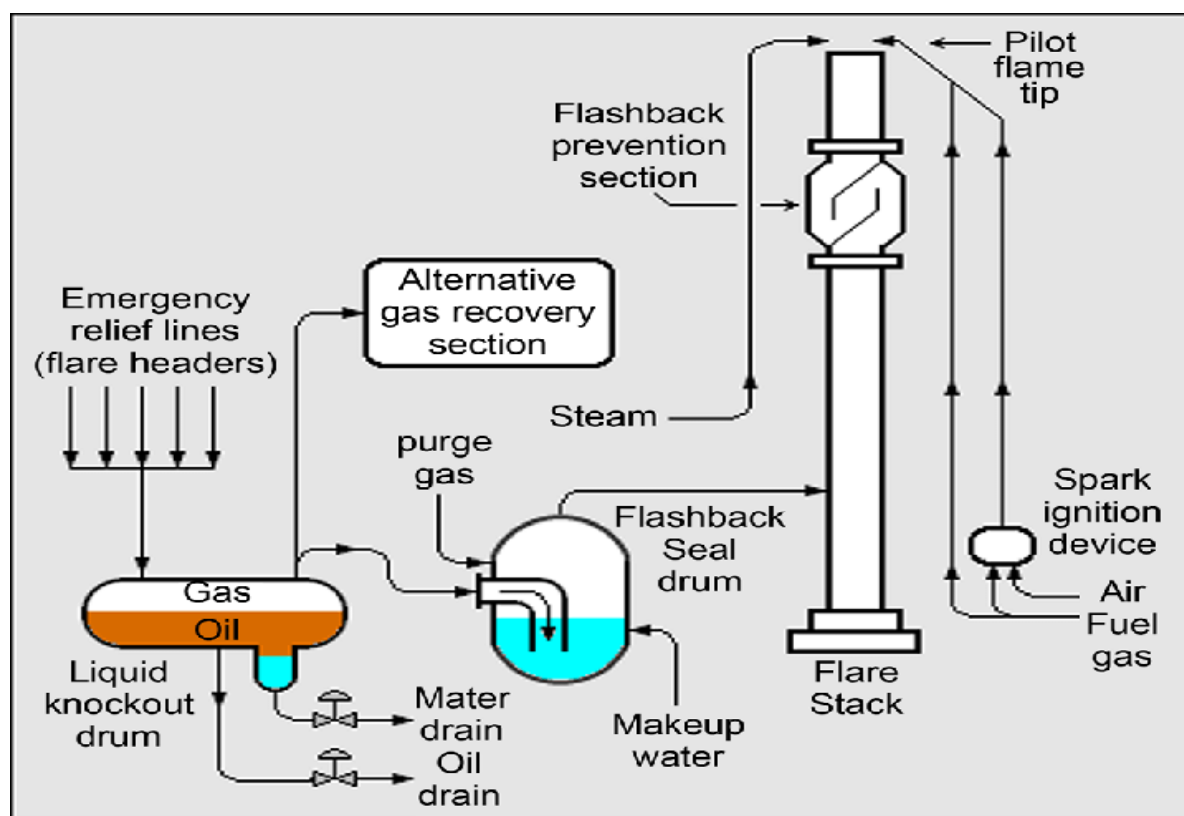 Pilot
flame
tip
Flashback
prevention
section
Alternative
gas recovery
section
Emergency
relief lines
(flare headers)
Steam
purge
gas
Flashback
Seal
drum
Spark
ignition
device
Air
Fuel
gas
Gas
Oil
Liquid
knockout
drum
Mater
drain
Oil
drain
Makeup
water
Flare
Stack